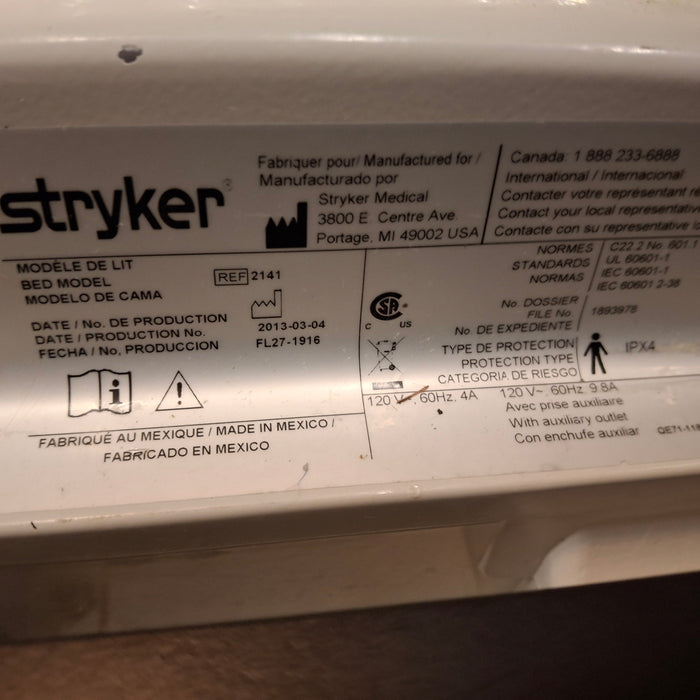 stryker
Fabriquer pour/ Manufactured for /
Manufacturado por
Stryker Medical
3800 E. Centre Ave.
Portage, MI 49002 USA
Canada: 1 888 233-6888
International / Internacional
Contacter votre représentant
Contact your local representative
Contacte con su representante
MODÈLE DE LIT
BED MODEL
MODELO DE CAMA
REF 2141
DATE / No. DE PRODUCTION
DATE / PRODUCTION No.
FECHA / No, PRODUCCIÓN
2013-03-04
FL27-1916
i
!
FABRIQUÉ AU MEXIQUE / MADE IN MEXICO /
FABRICADO EN MEXICO
NORMES
STANDARDS
NORMAS
C22.2 No. 601.1
UL 60601-1
IEC 60601-1
IEC 60601 2-38
SA
C US
No. DOSSIER
FILE No.
No. DE EXPEDIENTE
1893978
TYPE DE PROTECTION
PROTECTION TYPE
CATEGORIA DE RIESGO
IPX4
120 V~, 60Hz, 4A
120 V~, 60Hz 9.8A
Avec prise auxiliaire
With auxiliary outlet
Con enchufe auxiliar